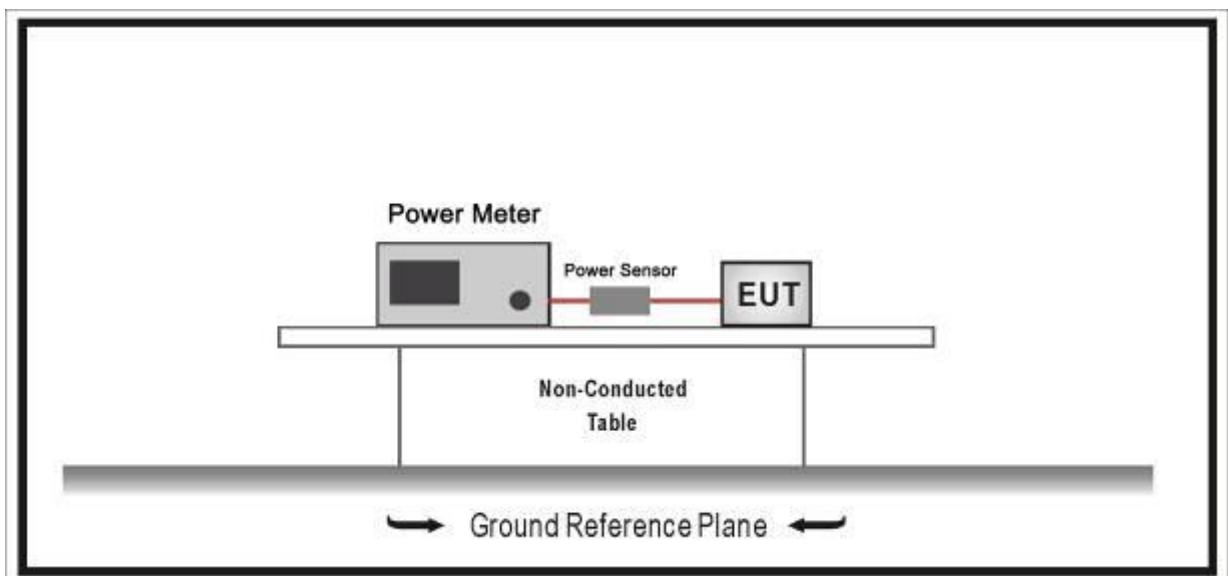 Power Meter
Power Sensor
EUT
Non-Conducted
Table
Ground Reference Plane